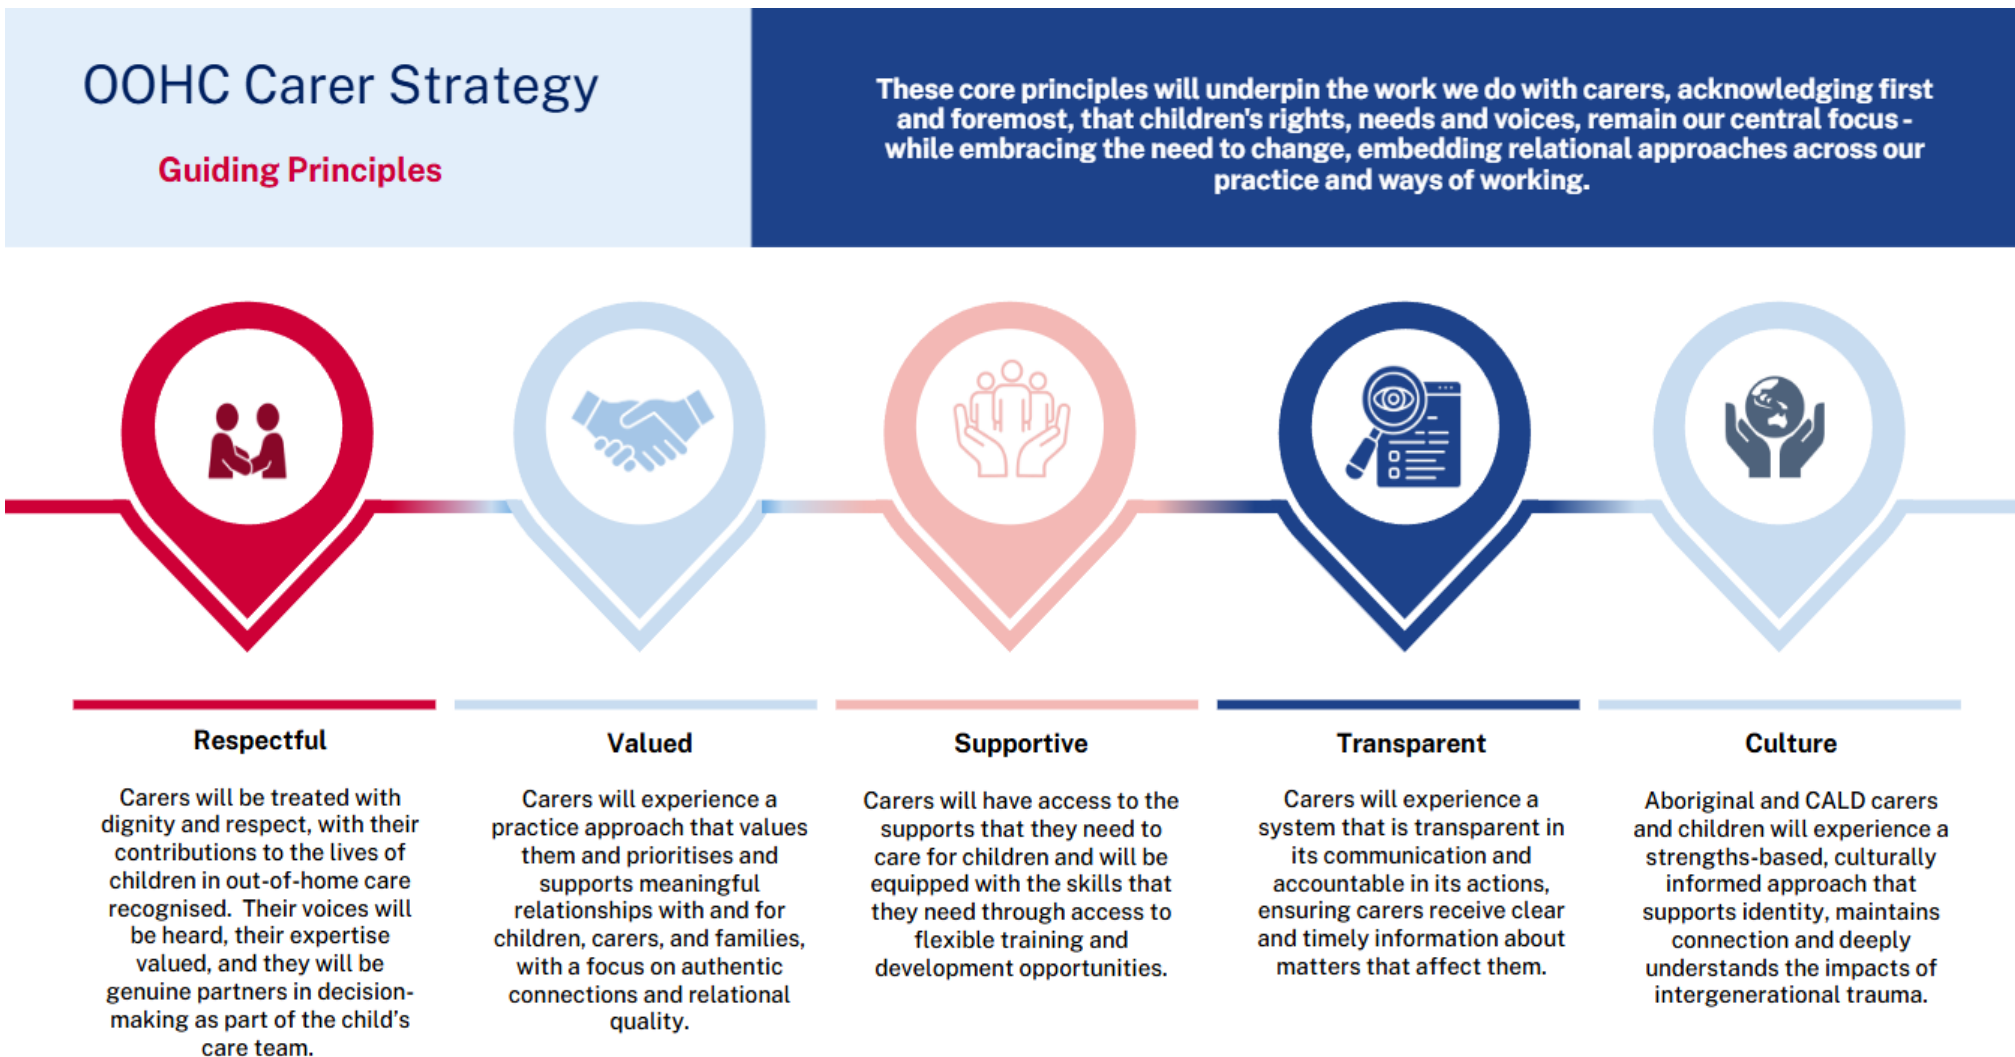 OOHC Carer Strategy
Guiding Principles
These core principles will underpin the work we do with carers, acknowledging first
and foremost, that children's rights, needs and voices, remain our central focus -
while embracing the need to change, embedding relational approaches across our
practice and ways of working.
Respectful
Carers will be treated with
dignity and respect, with their
contributions to the lives of
children in out-of-home care
recognised.  Their voices will
be heard, their expertise
valued, and they will be
genuine partners in decision-
making as part of the child's
care team.
Valued
Carers will experience a
practice approach that values
them and prioritises and
supports meaningful
relationships with and for
children, carers, and families,
with a focus on authentic
connections and relational
quality.
Supportive
Carers will have access to the
supports that they need to
care for children and will be
equipped with the skills that
they need through access to
flexible training and
development opportunities.
Transparent
Carers will experience a
system that is transparent in
its communication and
accountable in its actions,
ensuring carers receive clear
and timely information about
matters that affect them.
Culture
Aboriginal and CALD carers
and children will experience a
strengths-based, culturally
informed approach that
supports identity, maintains
connection and deeply
understands the impacts of
intergenerational trauma.